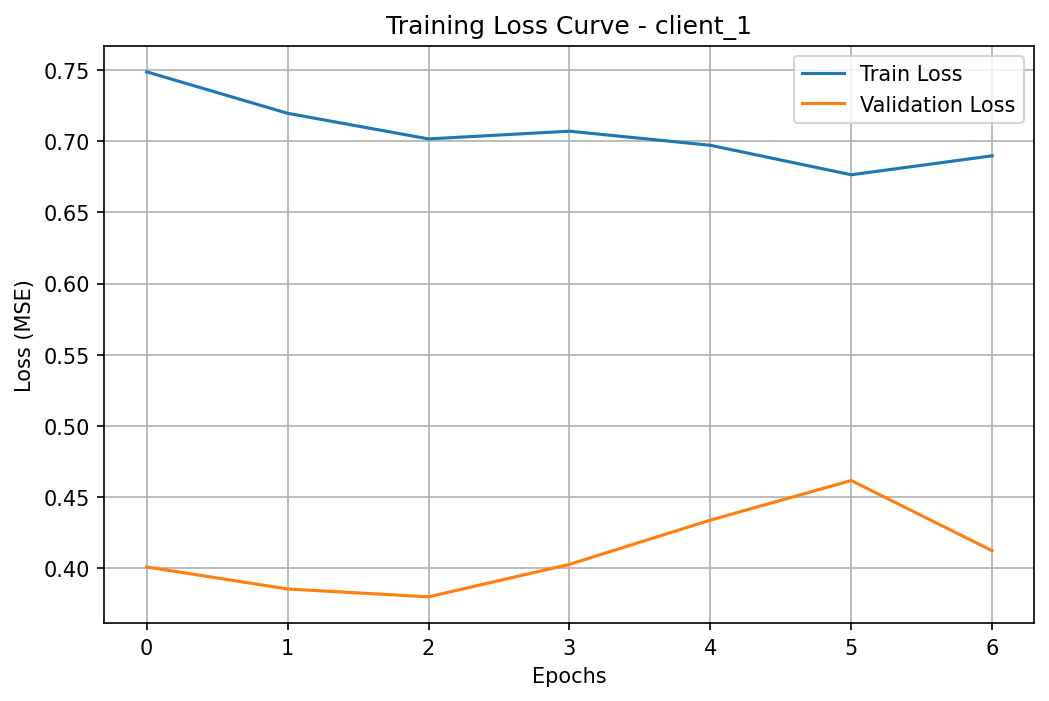 Training Loss Curve - client_1
Train Loss
Validation Loss
0.75
0.70
0.65
0.60
0.55
0.50
0.45
0.40
Loss (MSE)
0 1 2 3 4 5 6
Epochs